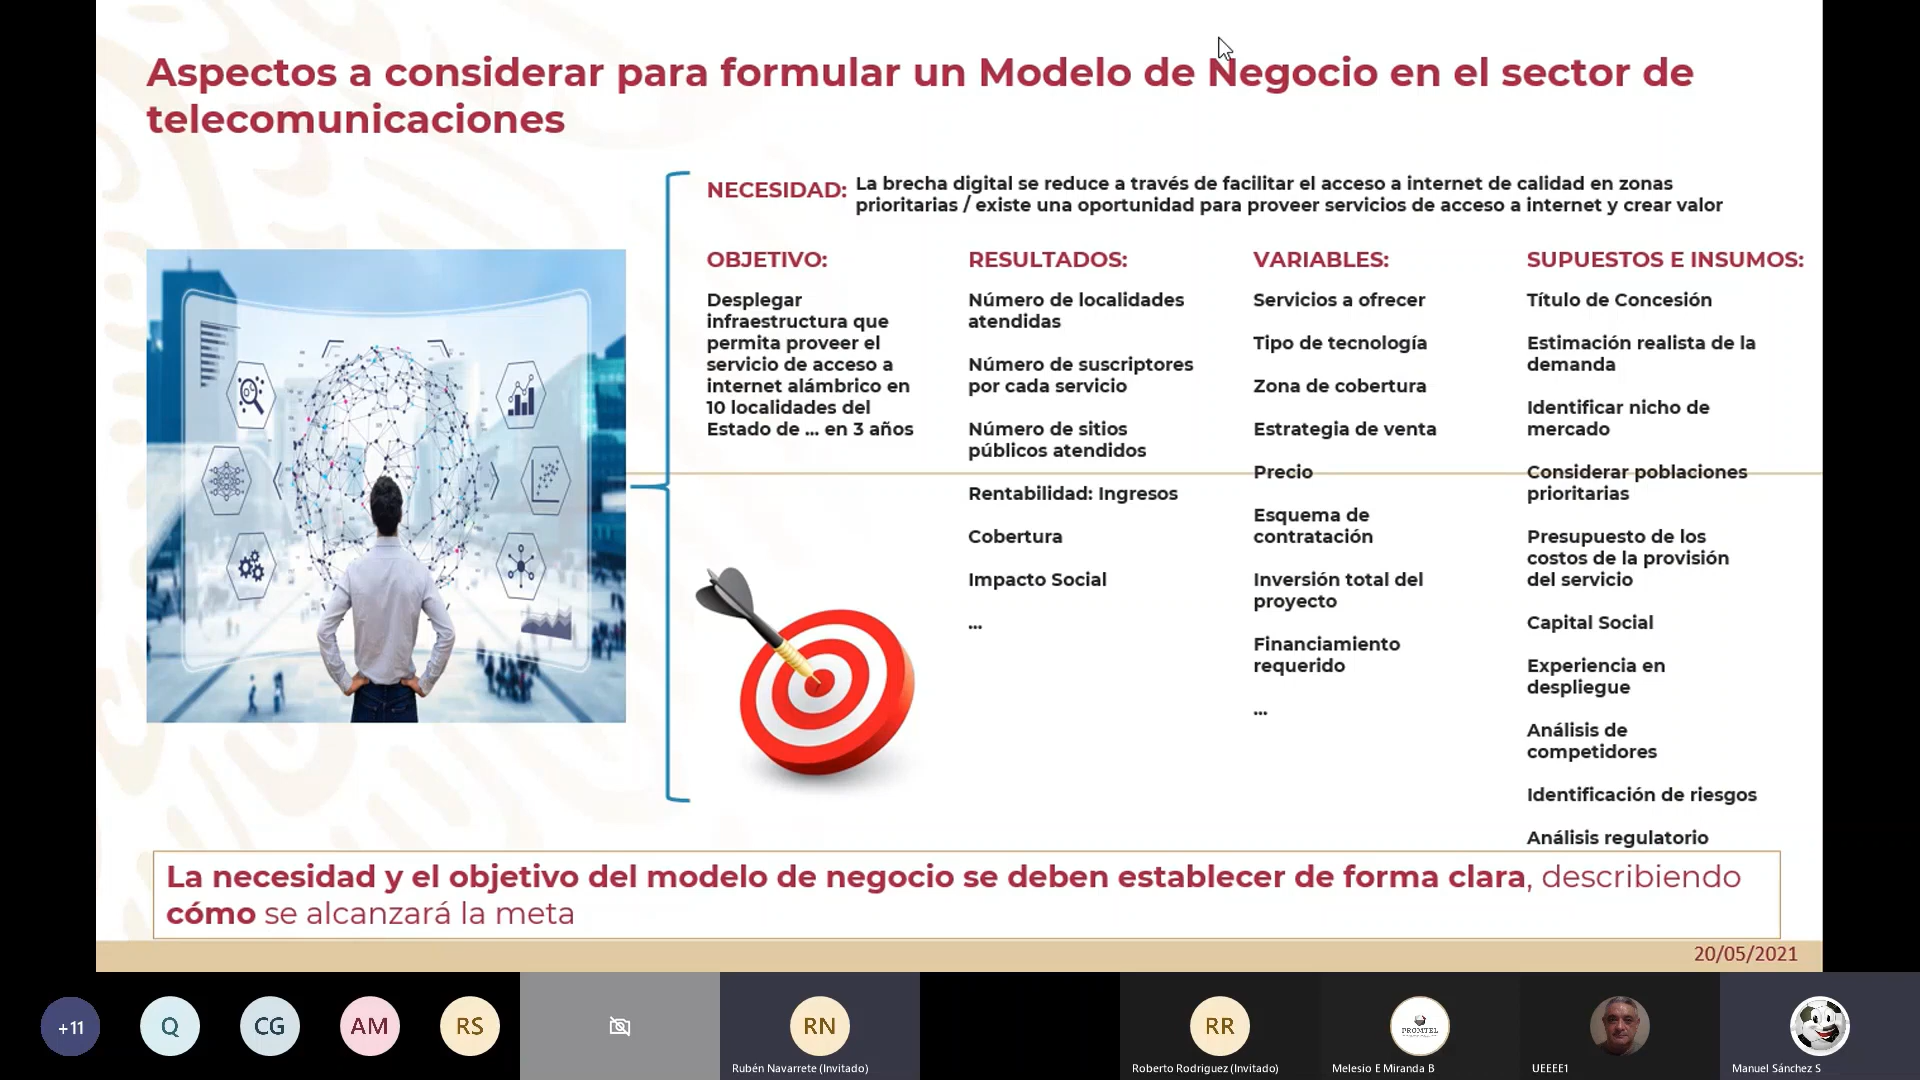 Aspectos a considerar para formular un Modelo de Negocio en el sector de
telecomunicaciones
NECESIDAD:
La brecha digital se reduce a través de facilitar el acceso a internet de calidad en zonas
prioritarias / existe una oportunidad para proveer servicios de acceso a internet y crear valor
OBJETIVO:
Desplegar
infraestructura que
permita proveer el
servicio de acceso a
internet alámbrico en
10 localidades del
Estado de ... en 3 años
RESULTADOS:
Número de localidades
atendidas
Número de suscriptores
por cada servicio
Número de sitios
públicos atendidos
Rentabilidad: Ingresos
Cobertura
Impacto Social
...
VARIABLES:
Servicios a ofrecer
Tipo de tecnología
Zona de cobertura
Estrategia de venta
Precio
Esquema de
contratación
Inversión total del
proyecto
Financiamiento
requerido
...
SUPUESTOS E INSUMOS:
Título de Concesión
Estimación realista de la
demanda
Identificar nicho de
mercado
Considerar poblaciones
prioritarias
Presupuesto de los
costos de la provisión
del servicio
Capital Social
Experiencia en
despliegue
Análisis de
competidores
Identificación de riesgos
Análisis regulatorio
La necesidad y el objetivo del modelo de negocio se deben establecer de forma clara, describiendo
cómo se alcanzará la meta
20/05/2021
+11
Q
CG
AM
RS
RN
Rubén Navarrete (Invitado)
RR
Roberto Rodriguez (Invitado)
PROMTEL
Melesio E Miranda B
UEEEE1
Manuel Sánchez S